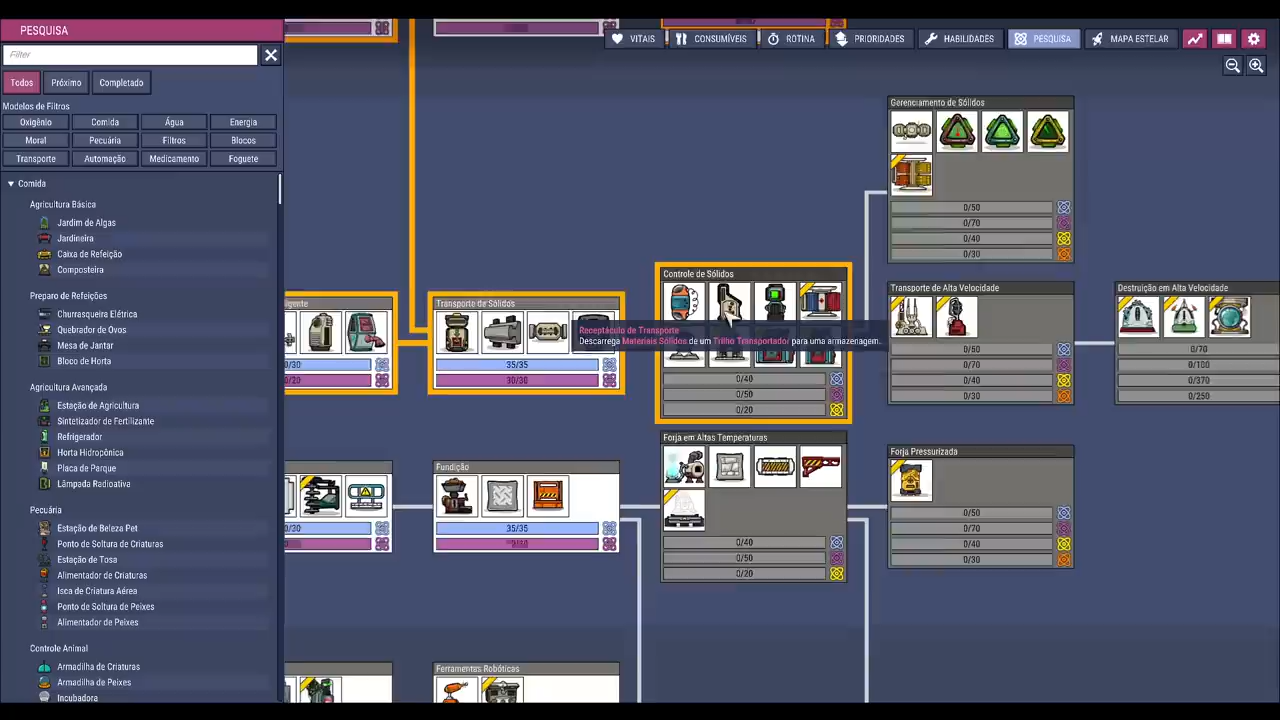 PESQUISA
VITAIS
CONSUMÍVEIS
ROTINA
PRIORIDADES
HABILIDADES
PESQUISA
MAPA ESTELAR
Filter
Todos
Próximo
Completado
Modelos de Filtros
Oxigênio
Comida
Água
Energia
Moral
Pecuária
Filtros
Blocos
Transporte
Automação
Medicamento
Foguete
Comida
Agricultura Básica
Jardim de Algas
Jardineira
Caixa de Refeição
Composteira
Preparo de Refeições
Churrasqueira Elétrica
Quebrador de Ovos
Mesa de Jantar
Bloco de Horta
Agricultura Avançada
Estação de Agricultura
Sintetizador de Fertilizante
Refrigerador
Horta Hidropônica
Placa de Parque
Lâmpada Radioativa
Pecuária
Estação de Beleza Pet
Ponto de Soltura de Criaturas
Estação de Tosa
Alimentador de Criaturas
Isca de Criatura Aérea
Ponto de Soltura de Peixes
Alimentador de Peixes
Controle Animal
Armadilha de Criaturas
Armadilha de Peixes
Incubadora
Gerenciamento de Sólidos
0/50
0/70
0/40
0/30
Controle de Sólidos
0/40
0/50
0/20
Receptáculo de Transporte
Descarrega Materiais Sólidos de um Trilho Transportador para uma armazenagem.
igente
0/30
0/20
Transporte de Sólidos
35/35
30/30
Transporte de Alta Velocidade
0/50
0/70
0/40
0/30
Destruição em Alta Velocidade
0/70
0/100
0/370
0/250
Forja em Altas Temperaturas
0/40
0/50
0/20
Forja Pressurizada
0/50
0/70
0/40
0/30
0/30
Fundição
35/35
Ferramentas Robóticas